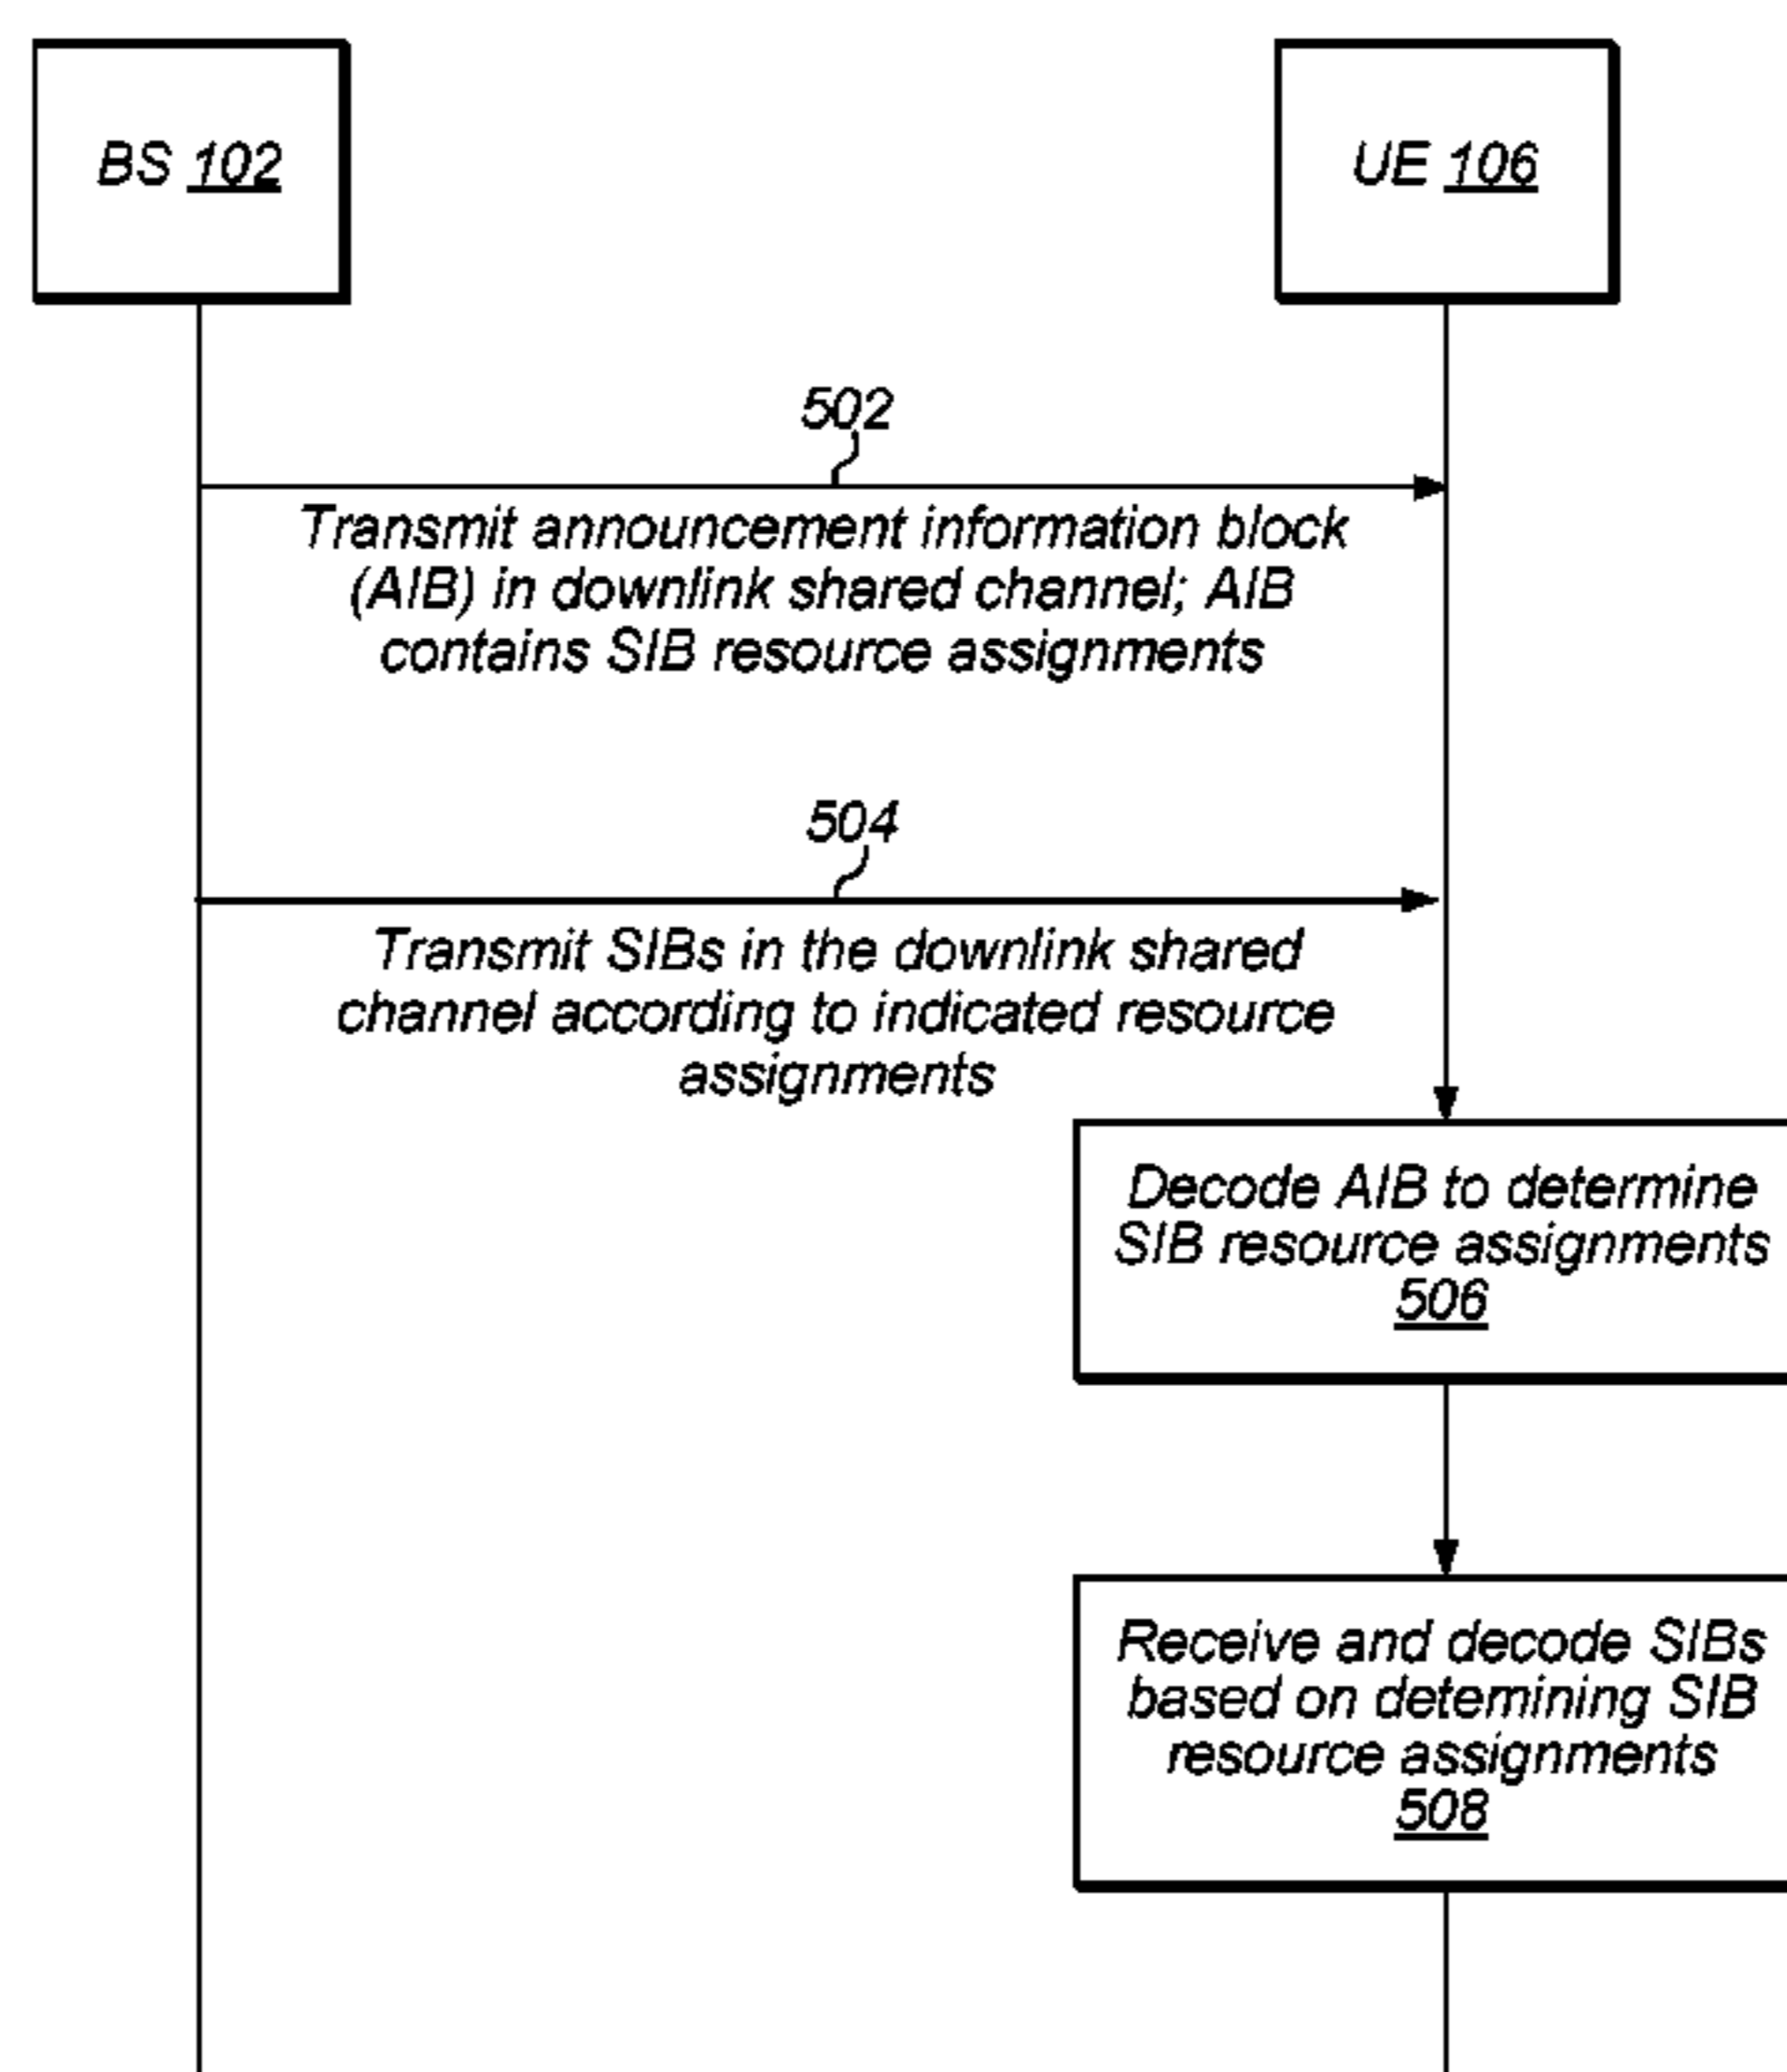 BS 102
UE 106
502
Transmit announcement information block
(AIB) in downlink shared channel; AIB
contains SIB resource assignments
504
Transmit SIBs in the downlink shared
channel according to indicated resource
assignments
Decode AIB to determine
SIB resource assignments
506
Receive and decode SIBs
based on detemining SIB
resource assignments
508